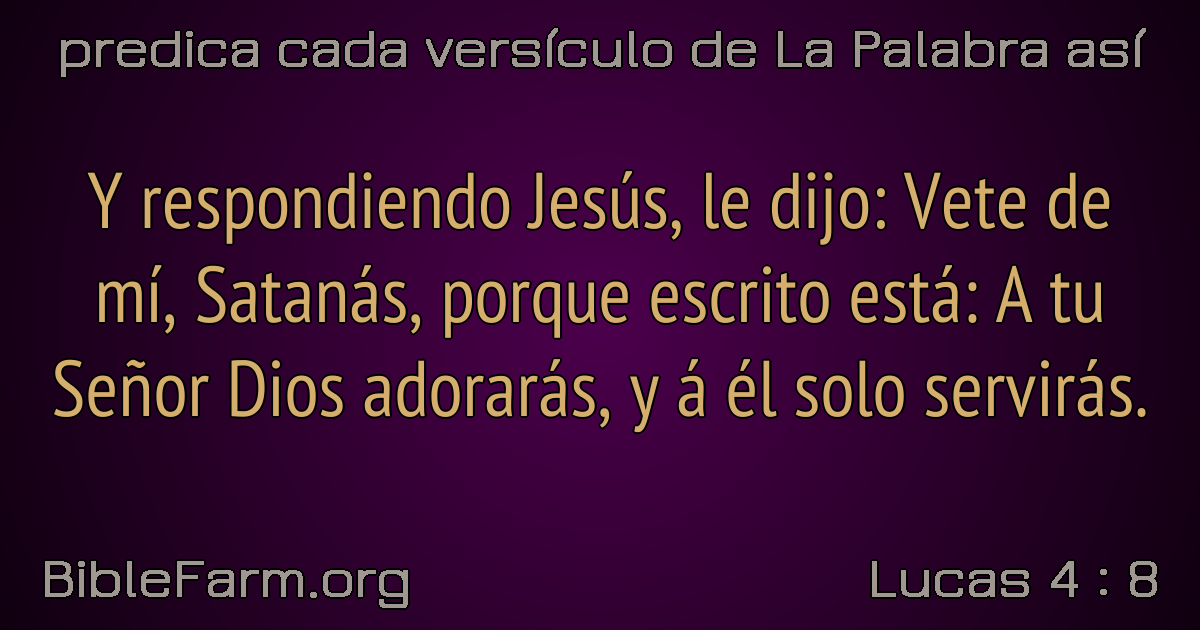 predica cada versículo de La Palabra así
Y respondiendo Jesús, le dijo: Vete de
mí, Satanás, porque escrito está: A tu
Señor Dios adorarás, y á él solo servirás.
BibleFarm.org
Lucas 4 : 8